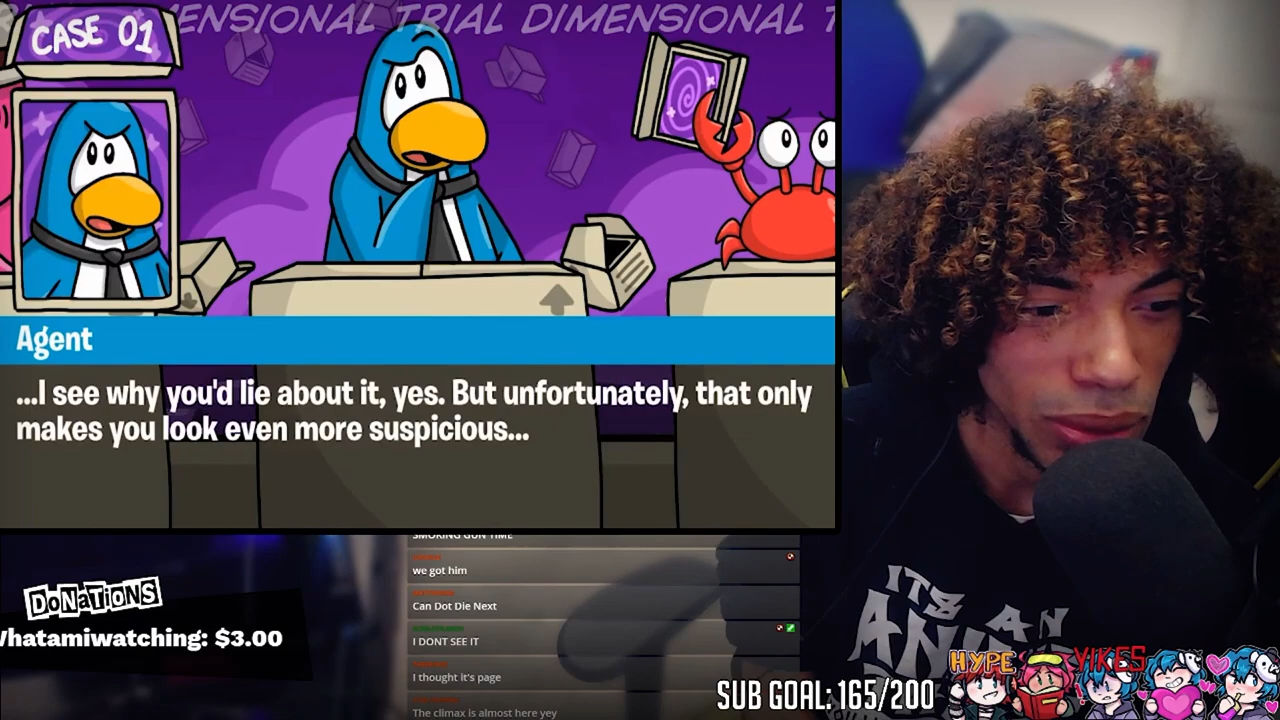 DIMENSIONAL TRIAL DIMENSIONAL T
CASE 01
Agent
...I see why you'd lie about it, yes. But unfortunately, that only
makes you look even more suspicious...
SMOKING GUN TIME
we got him
Can Dot Die Next
I DONT SEE IT
I thought it's page
The climax is almost here yey
DONATIONS
Whatamiwatching: $3.00
IT'S AN
HYPE
YIKES
SUB GOAL: 165/200